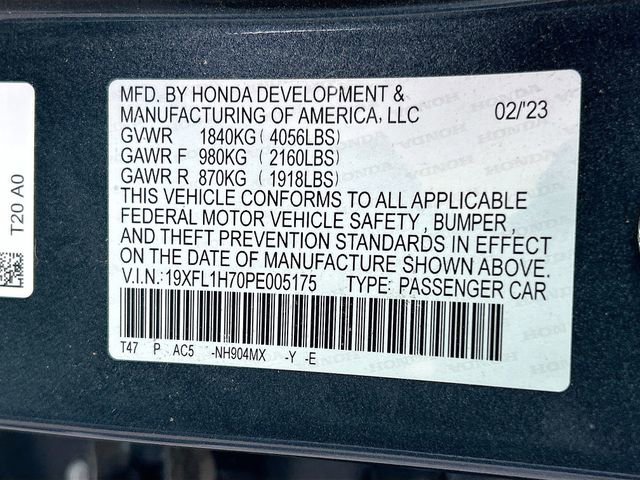 MFD. BY HONDA DEVELOPMENT &
MANUFACTURING OF AMERICA, LLC 02/'23
GVWR 1840KG ( 4056LBS)
GAWR F 980KG ( 2160LBS)
GAWR R 870KG ( 1918LBS)
THIS VEHICLE CONFORMS TO ALL APPLICABLE
FEDERAL MOTOR VEHICLE SAFETY , BUMPER,
AND THEFT PREVENTION STANDARDS IN EFFECT
ON THE DATE OF MANUFACTURE SHOWN ABOVE.
V.I.N.: 19XFL1H70PE005175 TYPE: PASSENGER CAR
T47 P AC5 -NH904MX -Y -E
T20 A0